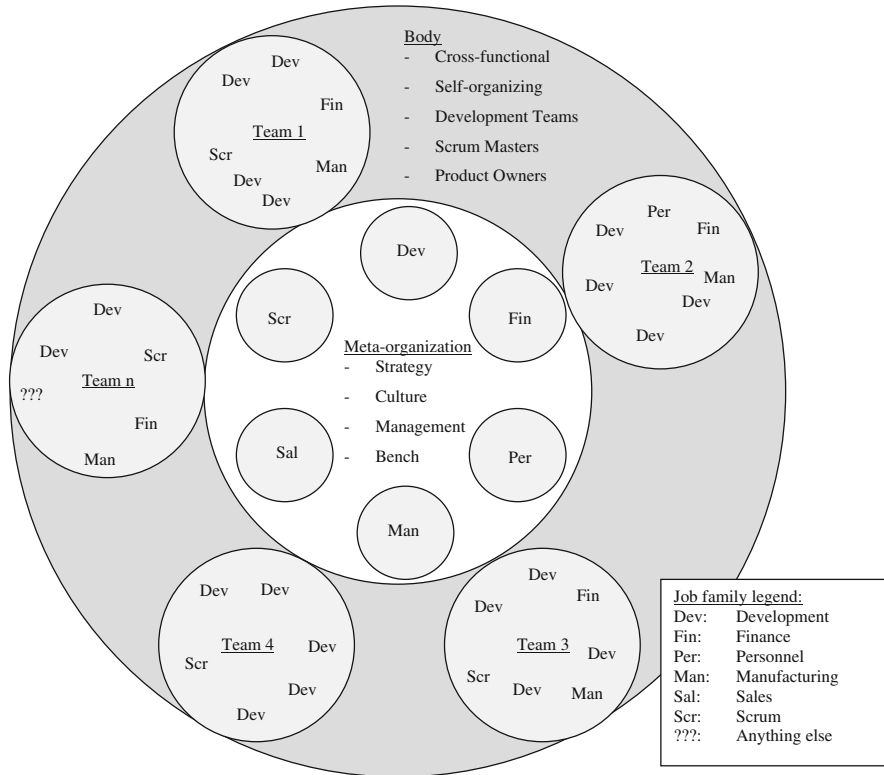 Body
- Cross-functional
- Self-organizing
- Development Teams
- Scrum Masters
- Product Owners
Dev
Dev
Fin
Team 1
Scr
Man
Dev
Dev
Per
Dev
Fin
Team 2
Man
Dev
Dev
Dev
Dev
Scr
Fin
Meta-organization
- Strategy
- Culture
- Management
- Bench
Sal
Per
Man
Dev
Dev
Scr
Team n
???
Fin
Man
Dev
Dev
Team 4
Dev
Scr
Dev
Dev
Dev
Fin
Dev
Team 3
Dev
Scr
Dev
Man
Job family legend:
Dev: Development
Fin: Finance
Per: Personnel
Man: Manufacturing
Sal: Sales
Scr: Scrum
???: Anything else